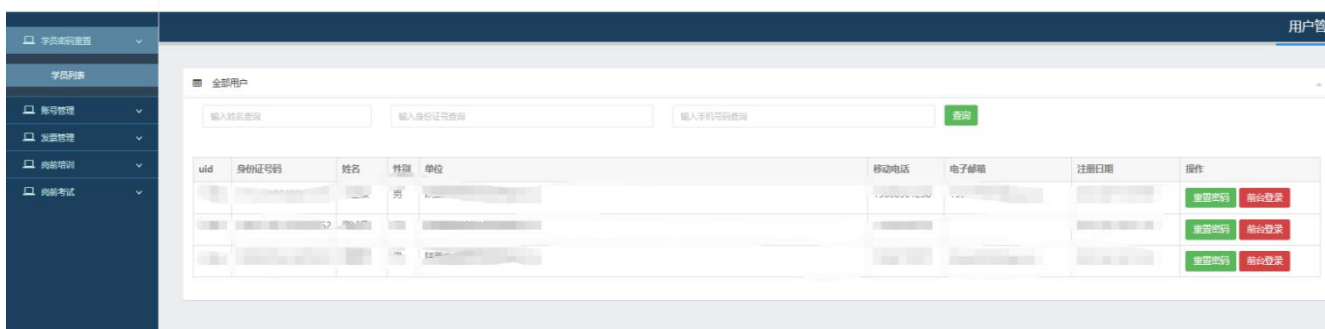 用户管
学员密码重置
学员列表
账号管理
发票管理
岗前培训
岗前考试
全部用户
输入姓名查询 输入身份证号查询 输入手机号码查询 查询
uid 身份证号码 姓名 性别 单位 移动电话 电子邮箱 注册日期 操作
男 重置密码 前台登录
52 重置密码 前台登录
重置密码 前台登录